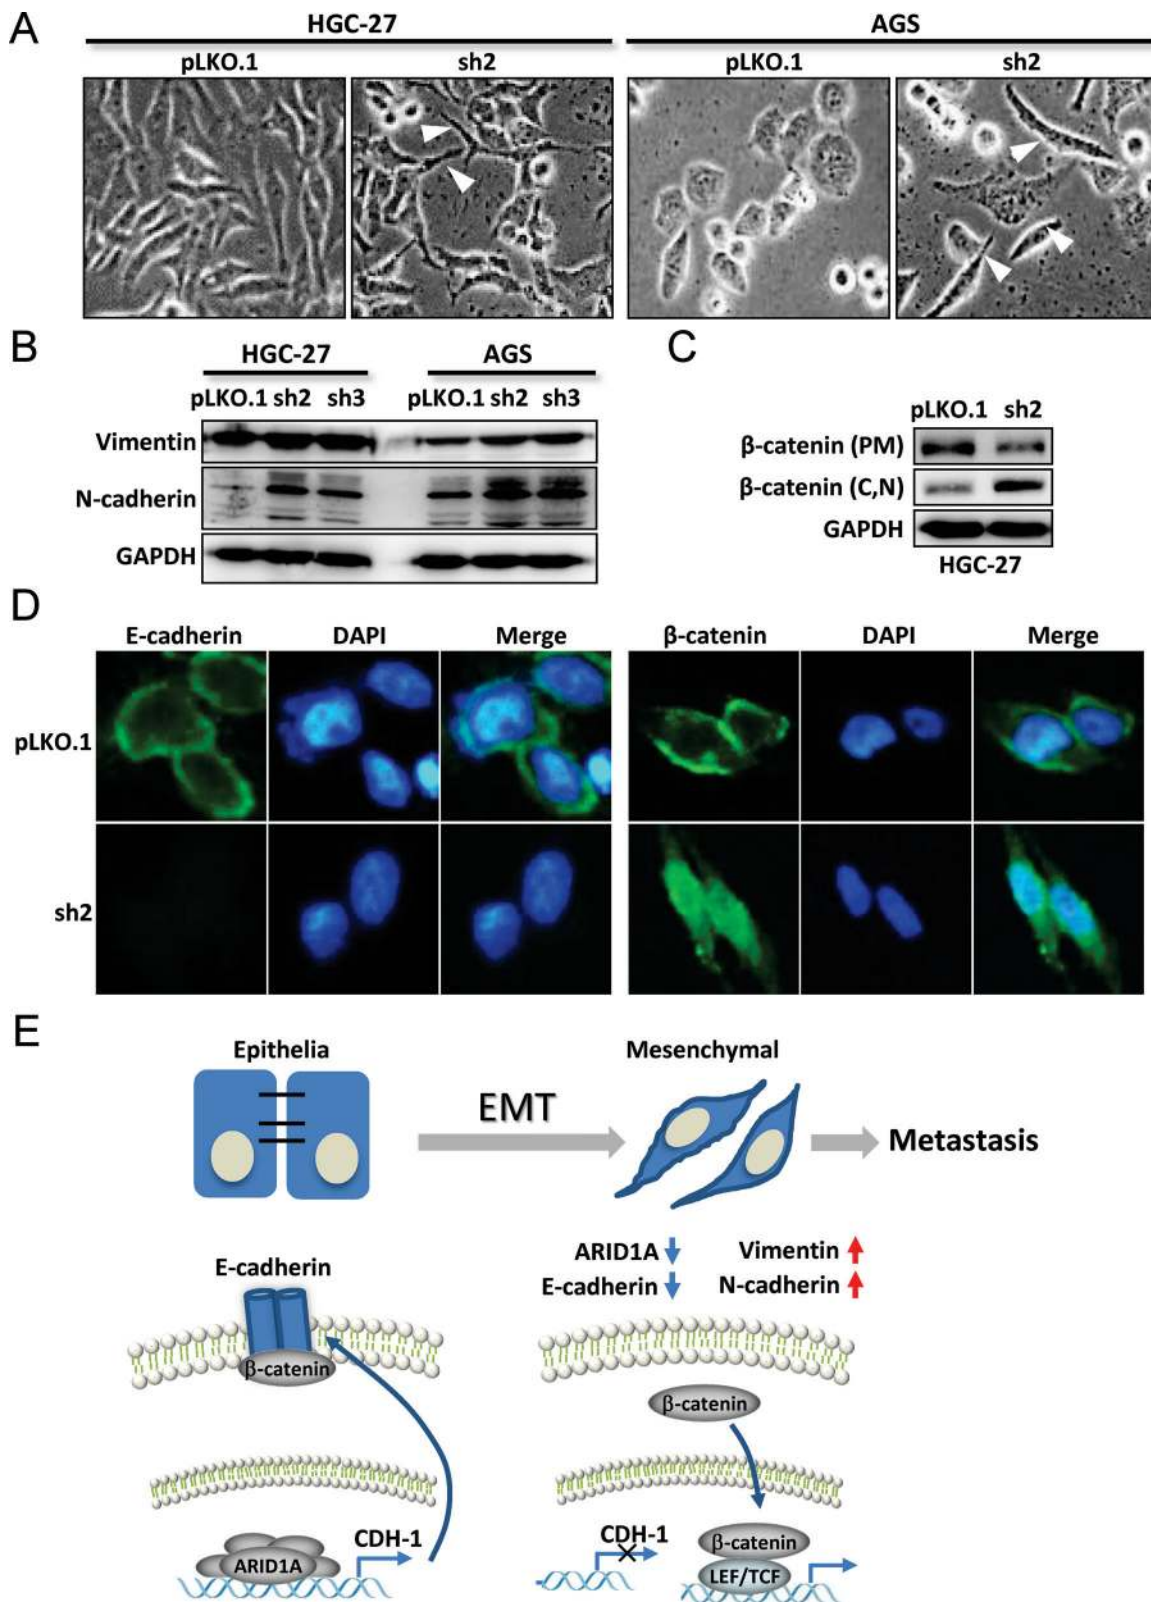 A
HGC-27
AGS
pLKO.1
sh2
pLKO.1
sh2
B
HGC-27
AGS
pLKO.1 sh2 sh3
pLKO.1 sh2 sh3
Vimentin
N-cadherin
GAPDH
C
pLKO.1 sh2
β-catenin (PM)
β-catenin (C,N)
GAPDH
HGC-27
D
E-cadherin
DAPI
Merge
β-catenin
DAPI
Merge
pLKO.1
sh2
E
Epithelia
EMT
Mesenchymal
Metastasis
ARID1A
Vimentin
E-cadherin
N-cadherin
E-cadherin
β-catenin
ARID1A
CDH-1
β-catenin
CDH-1
β-catenin
LEF/TCF